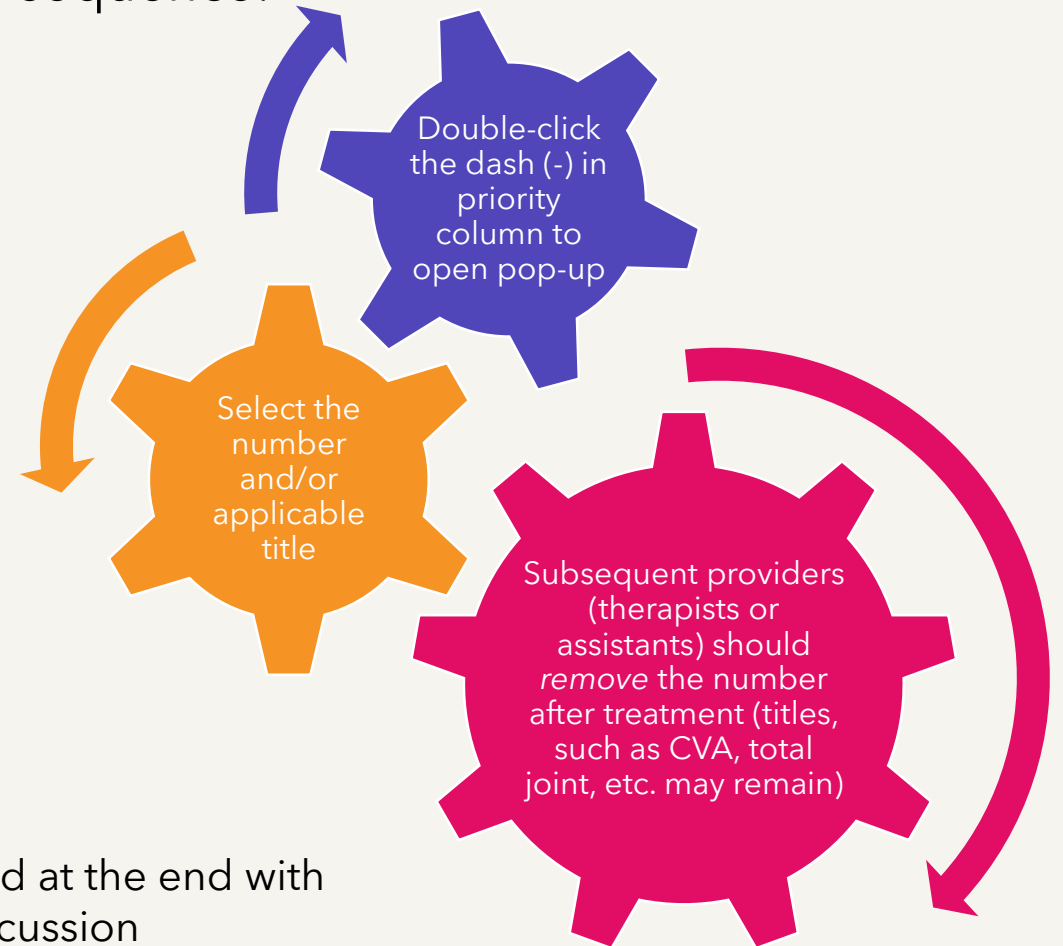 sequences.
Double-click
the dash (-) in
priority
column to
open pop-up
Select the
number
and/or
applicable
title
Subsequent providers
(therapists or
assistants) should
remove the number
after treatment (titles,
such as CVA, total
joint, etc. may remain)
d at the end with
cussion